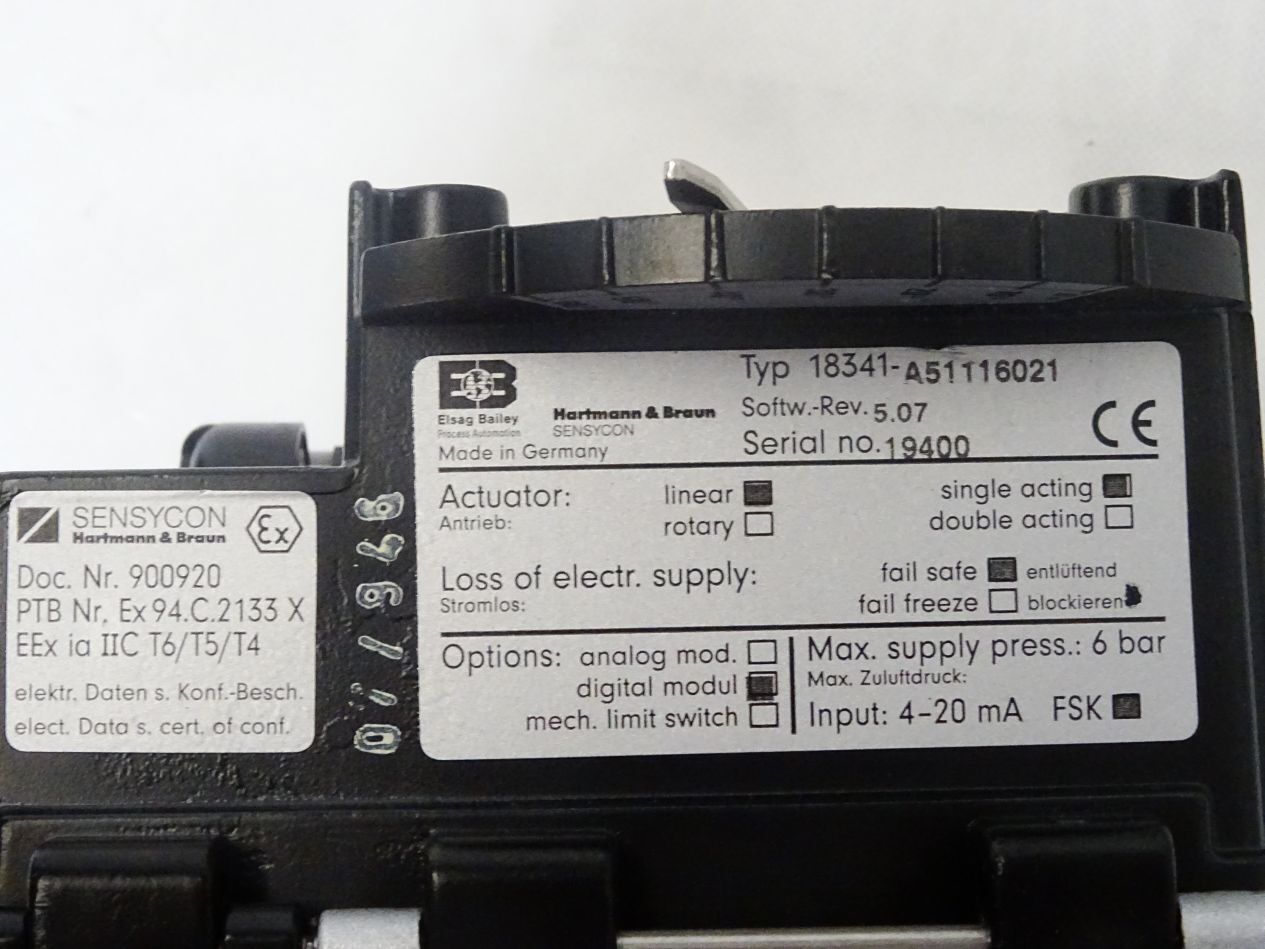 Elsag Bailey
Process Automation
Hartmann & Braun
SENSYCON
Made in Germany
Typ 18341-A51116021
Softw.-Rev. 5.07
Serial no. 19400
CE
Actuator: linear single acting
Antrieb: rotary double acting
Loss of electr. supply: fail safe entlüftend
Stromlos: fail freeze blockieren
Options: analog mod. Max. supply press.: 6 bar
digital modul Max. Zuluftdruck:
mech. limit switch Input: 4-20 mA FSK
SENSYCON
Hartmann & Braun
Ex
Doc. Nr. 900920
PTB Nr. Ex 94.C.2133 X
EEx ia IIC T6/T5/T4
elektr. Daten s. Konf.-Besch.
elect. Data s. cert. of conf.